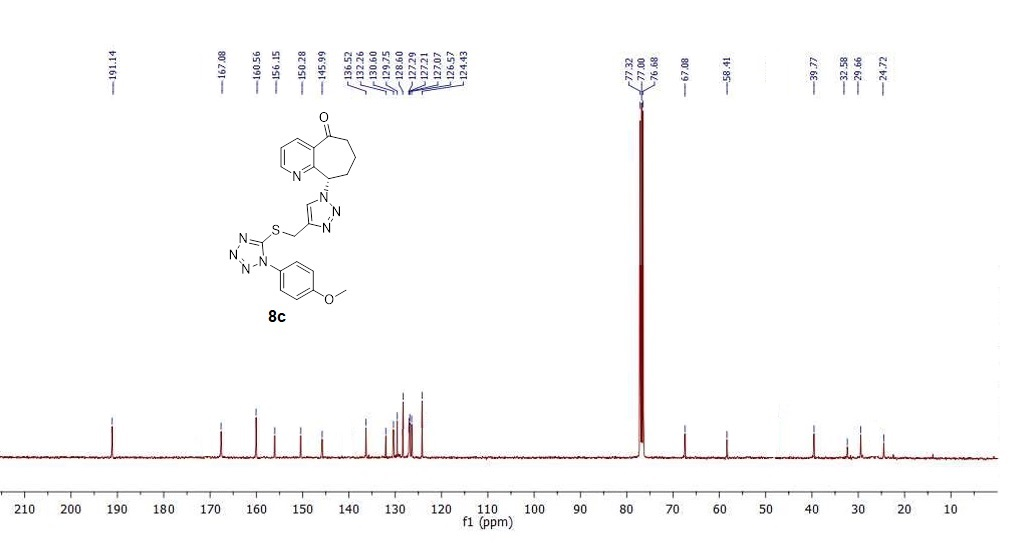 191.14
167.08
160.56
156.15
150.28
145.99
136.52
132.26
130.60
129.75
128.60
127.29
127.21
127.07
126.57
124.43
77.32
77.00
76.68
67.08
58.41
39.77
32.58
29.66
24.72
O
N
N
N
N
S
N
N
N
N
O
8c
210 200 190 180 170 160 150 140 130 120 110 100 90 80 70 60 50 40 30 20 10
f1 (ppm)